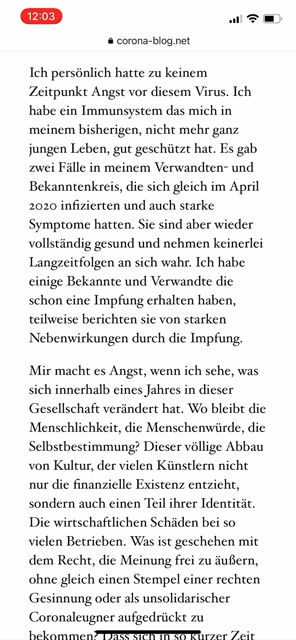 12:03
corona-blog.net
Ich persönlich hatte zu keinem
Zeitpunkt Angst vor diesem Virus. Ich
habe ein Immunsystem das mich in
meinem bisherigen, nicht mehr ganz
jungen Leben, gut geschützt hat. Es gab
zwei Fälle in meinem Verwandten- und
Bekanntenkreis, die sich gleich im April
2020 infizierten und auch starke
Symptome hatten. Sie sind aber wieder
vollständig gesund und nehmen keinerlei
Langzeitfolgen an sich wahr. Ich habe
einige Bekannte und Verwandte die
schon eine Impfung erhalten haben,
teilweise berichten sie von starken
Nebenwirkungen durch die Impfung.
Mir macht es Angst, wenn ich sehe, was
sich innerhalb eines Jahres in dieser
Gesellschaft verändert hat. Wo bleibt die
Menschlichkeit, die Menschenwürde, die
Selbstbestimmung? Dieser völlige Abbau
von Kultur, der vielen Künstlern nicht
nur die finanzielle Existenz entzieht,
sondern auch einen Teil ihrer Identität.
Die wirtschaftlichen Schäden bei so
vielen Betrieben. Was ist geschehen mit
dem Recht, die Meinung frei zu äußern,
ohne gleich einen Stempel einer rechten
Gesinnung oder als unsolidarischer
Coronaleugner aufgedrückt zu
bekommen? Dass sich in so kurzer Zeit